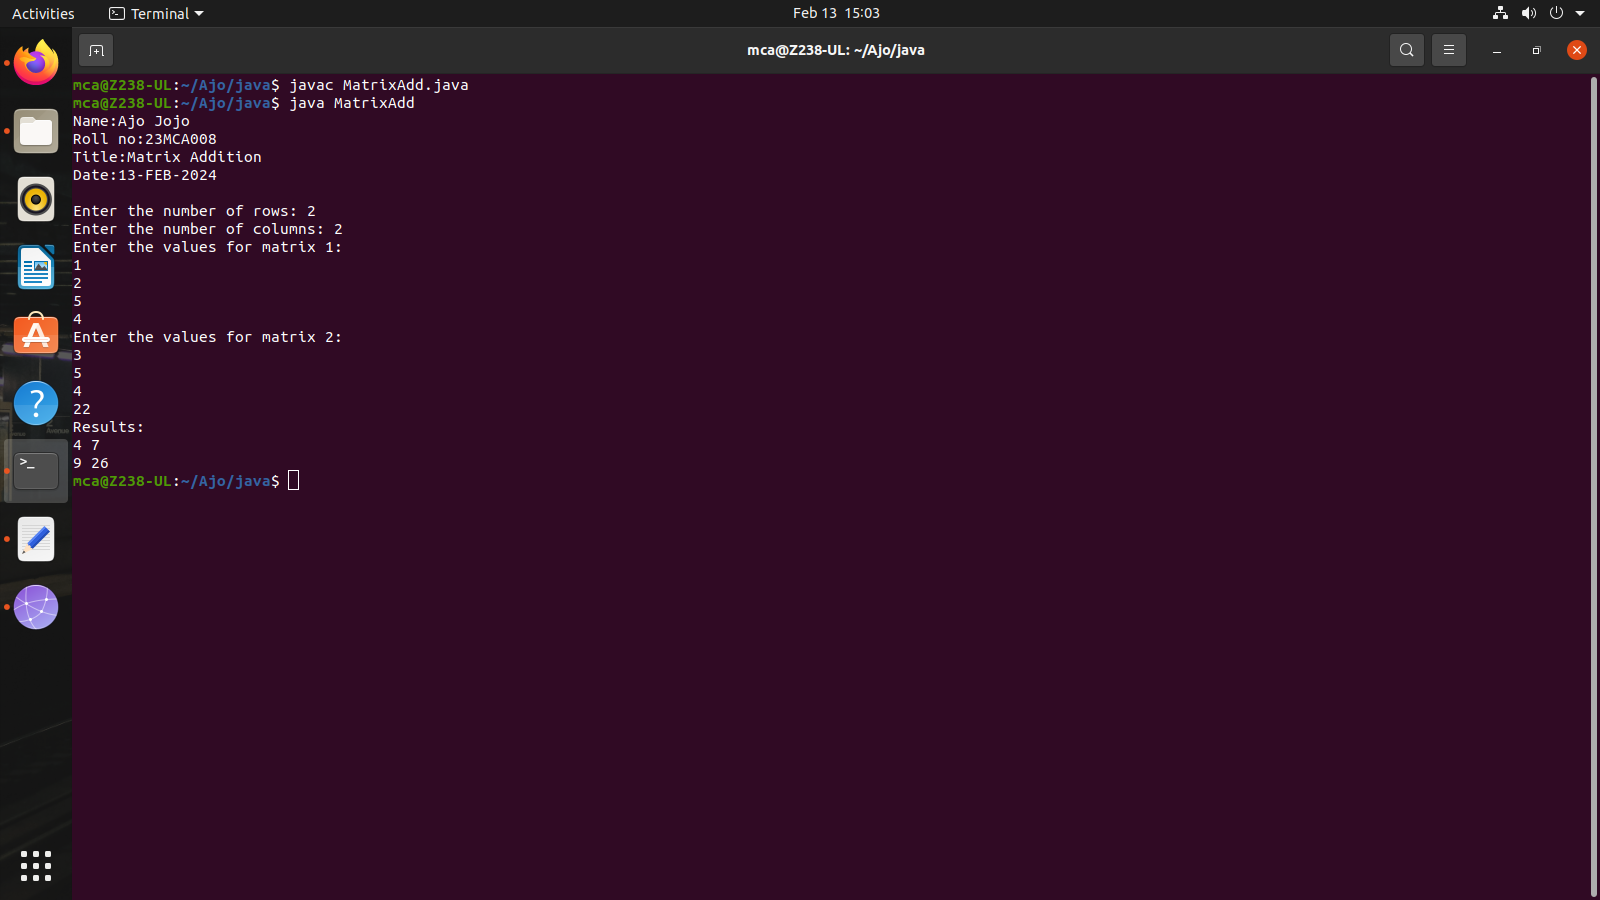 Activities
Terminal
Feb 13 15:03
mca@Z238-UL: ~/Ajo/java
mca@Z238-UL:~/Ajo/java$ javac MatrixAdd.java
mca@Z238-UL:~/Ajo/java$ java MatrixAdd
Name:Ajo Jojo
Roll no:23MCA008
Title:Matrix Addition
Date:13-FEB-2024
Enter the number of rows: 2
Enter the number of columns: 2
Enter the values for matrix 1:
1
2
5
4
Enter the values for matrix 2:
3
5
4
22
Results:
4 7
9 26
mca@Z238-UL:~/Ajo/java$